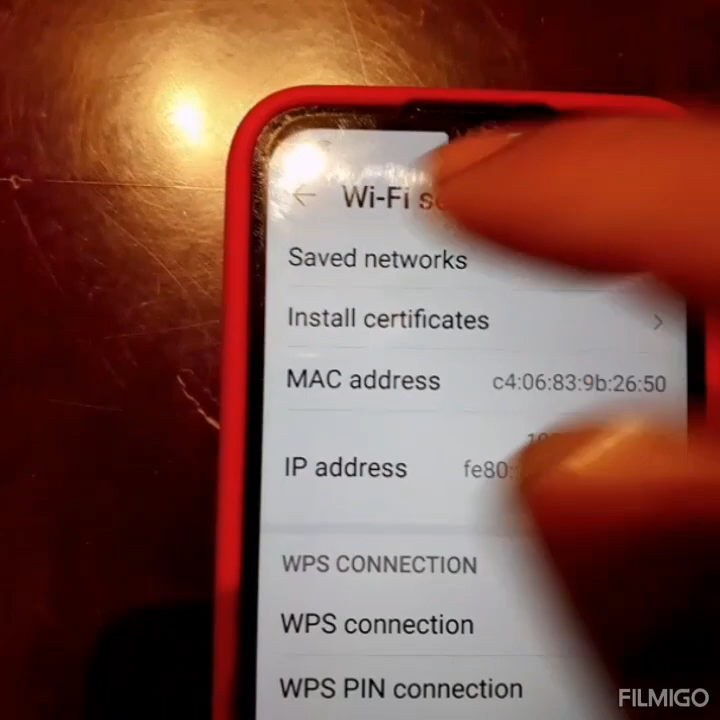 Wi-Fi
Saved networks
Install certificates
MAC address c4:06:83:9b:26:50
IP address fe80:
WPS CONNECTION
WPS connection
WPS PIN connection
FILMIGO